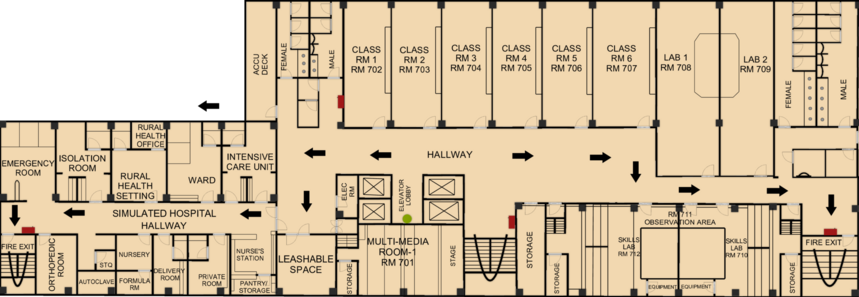 ACCU
DECK
FEMALE
MALE
CLASS
RM 1
RM 702
CLASS
RM 2
RM 703
CLASS
RM 3
RM 704
CLASS
RM 4
RM 705
CLASS
RM 5
RM 706
CLASS
RM 6
RM 707
LAB 1
RM 708
LAB 2
RM 709
FEMALE
MALE
EMERGENCY
ROOM
ISOLATION
ROOM
RURAL
HEALTH
OFFICE
RURAL
HEALTH
SETTING
WARD
INTENSIVE
CARE UNIT
HALLWAY
ELEC
RM
ELEVATOR
LOBBY
SIMULATED HOSPITAL
HALLWAY
FIRE EXIT
ORTHOPEDIC
ROOM
STQ
AUTOCLAVE
NURSERY
FORMULA
RM
DELIVERY
ROOM
PRIVATE
ROOM
NURSE'S
STATION
PANTRY/
STORAGE
LEASHABLE
SPACE
STORAGE
MULTI-MEDIA
ROOM-1
RM 701
STAGE
STORAGE
STORAGE
SKILLS
LAB
RM 712
RM 711
OBSERVATION AREA
EQUIPMENT
EQUIPMENT
SKILLS
LAB
RM 710
STORAGE
FIRE EXIT